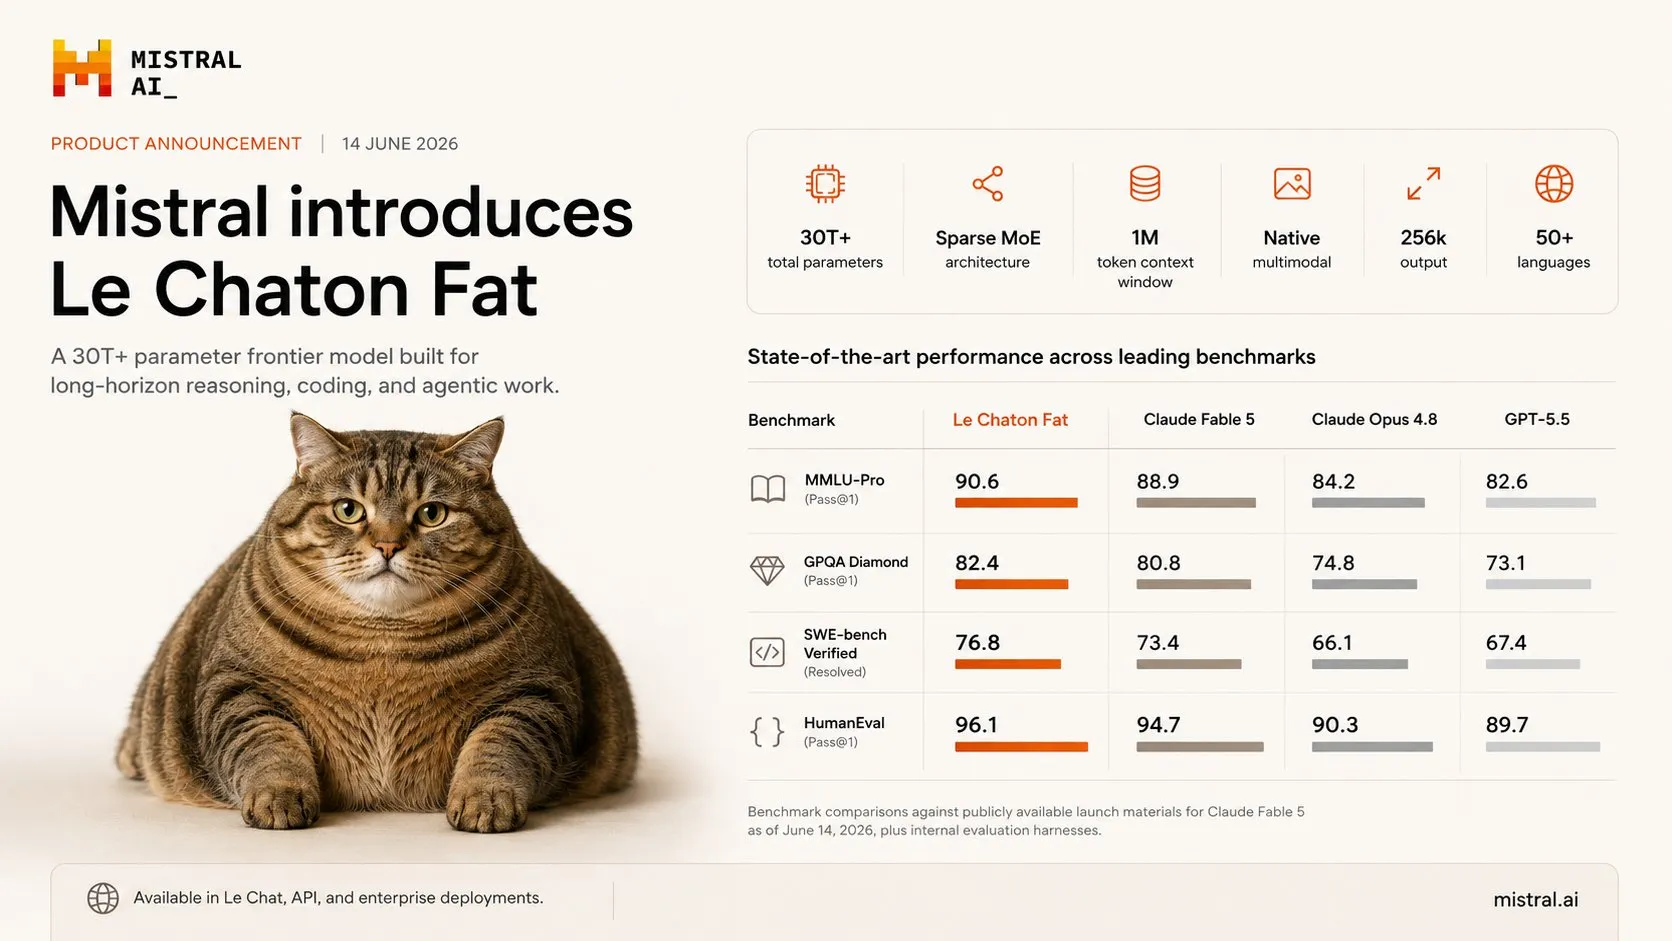 MISTRAL
AI_
PRODUCT ANNOUNCEMENT | 14 JUNE 2026
Mistral introduces
Le Chaton Fat
A 30T+ parameter frontier model built for
long-horizon reasoning, coding, and agentic work.
30T+
total parameters
Sparse MoE
architecture
1M
token context
window
Native
multimodal
256k
output
50+
languages
State-of-the-art performance across leading benchmarks
Benchmark Le Chaton Fat Claude Fable 5 Claude Opus 4.8 GPT-5.5
MMLU-Pro
(Pass@1)
90.6 88.9 84.2 82.6
GPQA Diamond
(Pass@1)
82.4 80.8 74.8 73.1
SWE-bench
Verified
(Resolved)
76.8 73.4 66.1 67.4
HumanEval
(Pass@1)
96.1 94.7 90.3 89.7
Benchmark comparisons against publicly available launch materials for Claude Fable 5
as of June 14, 2026, plus internal evaluation harnesses.
Available in Le Chat, API, and enterprise deployments.
mistral.ai